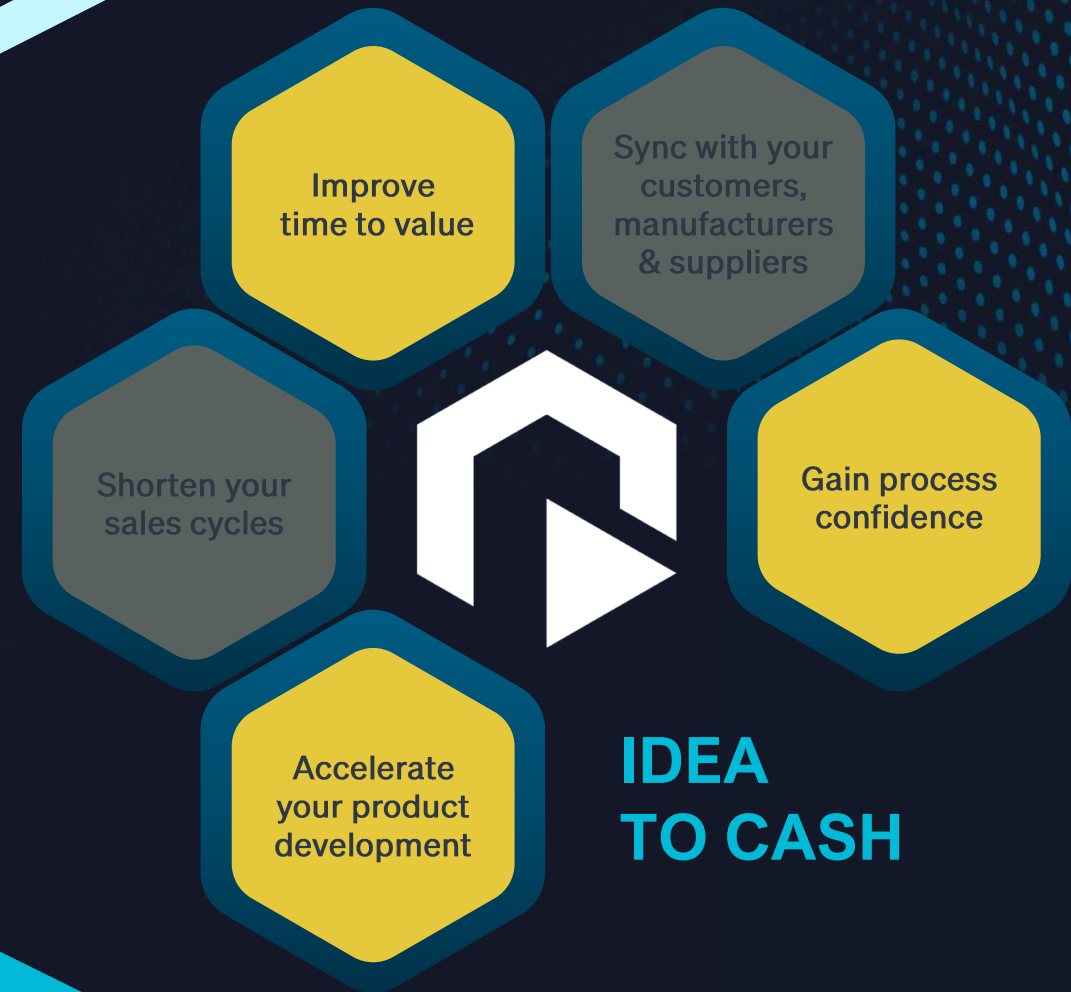 Improve
time to value
Sync with your
customers,
manufacturers
& suppliers
Shorten your
sales cycles
Gain process
confidence
Accelerate
your product
development
IDEA
TO CASH